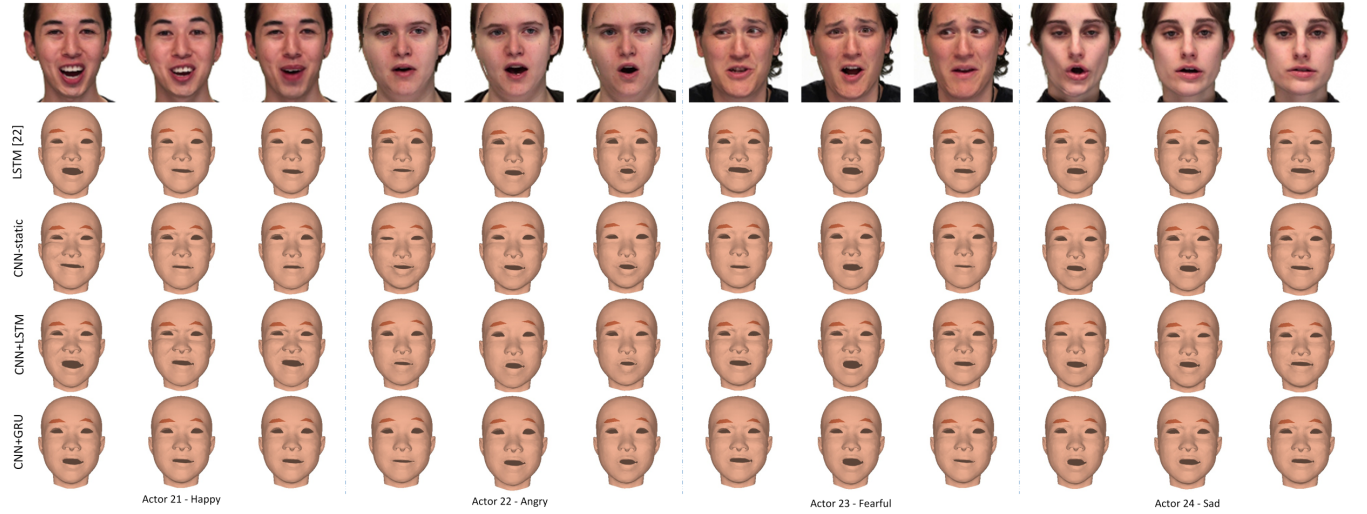 LSTM [22]
CNN-static
CNN+LSTM
CNN+GRU
Actor 21 - Happy
Actor 22 - Angry
Actor 23 - Fearful
Actor 24 - Sad